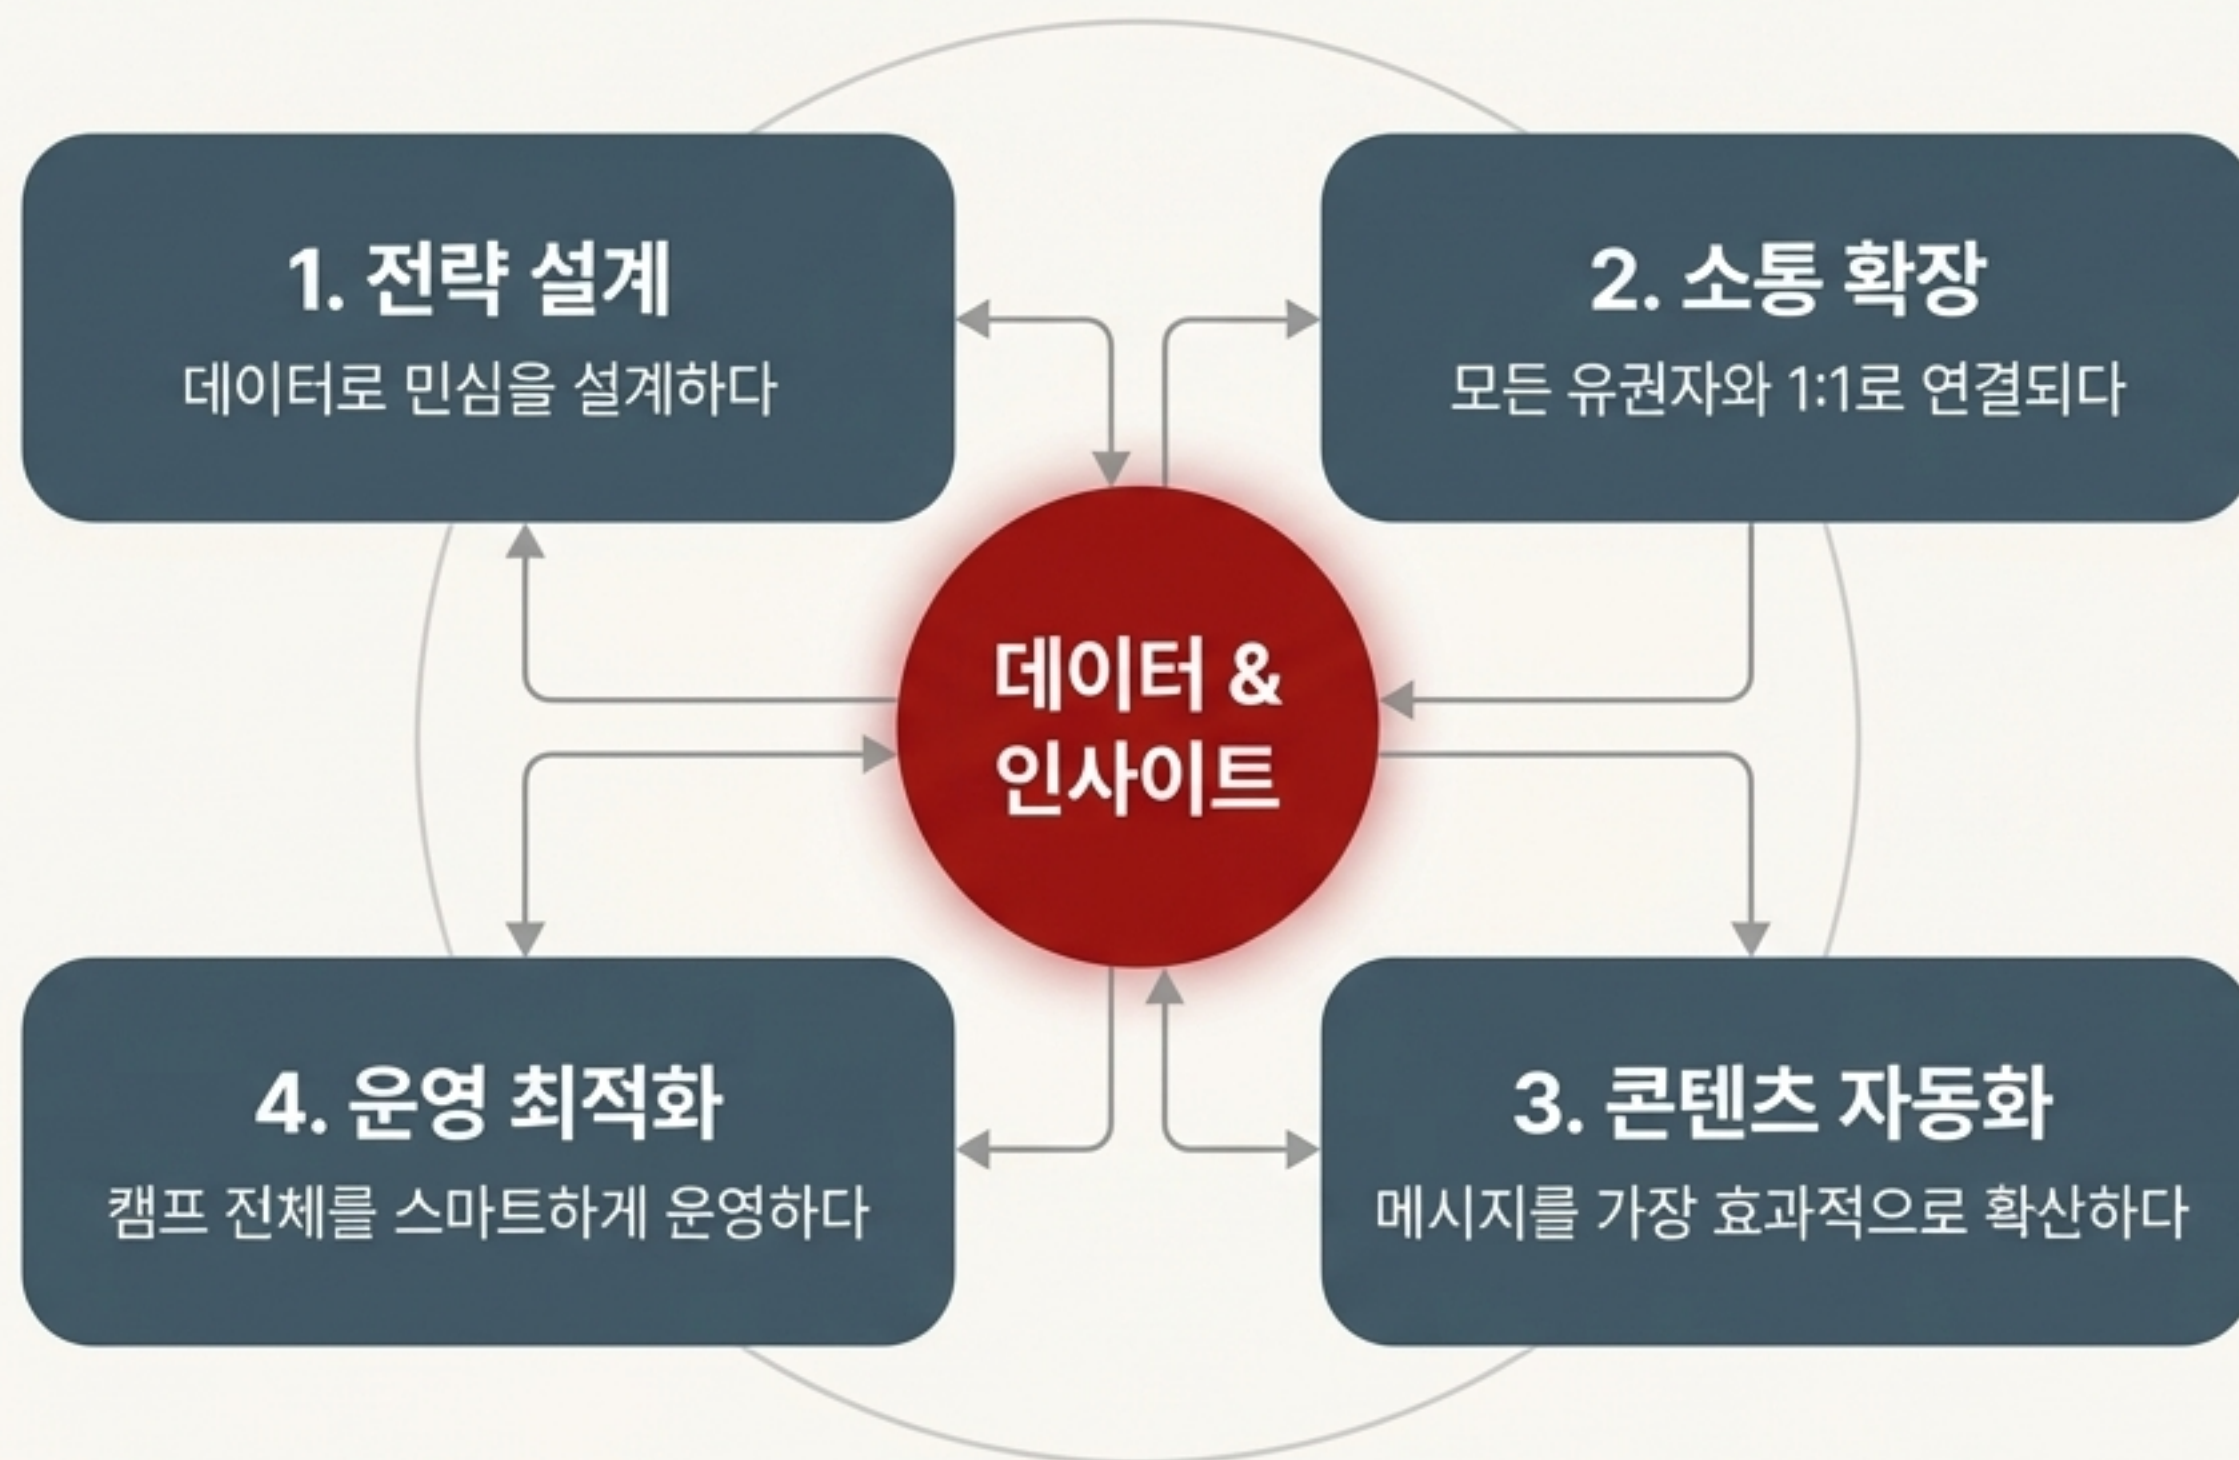 1. 전략 설계
데이터로 민심을 설계하다
2. 소통 확장
모든 유권자와 1:1로 연결되다
데이터 &
인사이트
4. 운영 최적화
캠프 전체를 스마트하게 운영하다
3. 콘텐츠 자동화
메시지를 가장 효과적으로 확산하다